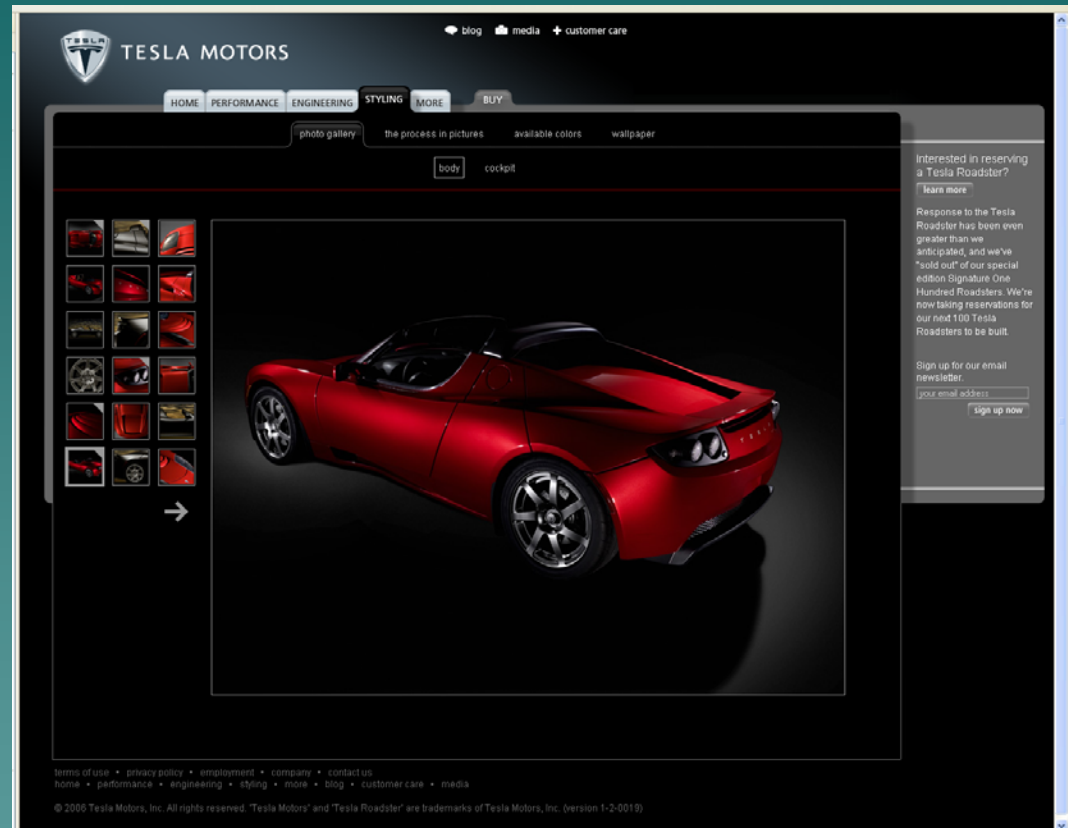 blog media customer care
TESLA
TESLA MOTORS
HOME PERFORMANCE ENGINEERING STYLING MORE BUY
photo gallery the process in pictures available colors wallpaper
body cockpit
Interested in reserving
a Tesla Roadster?
learn more
Response to the Tesla
Roadster has been even
greater than we
anticipated, and we've
"sold out" of our special
edition Signature One
Hundred Roadsters. We're
now taking reservations for
our next 100 Tesla
Roadsters to be built.
Sign up for our email
newsletter.
your email address
sign up now
TESLA
terms of use • privacy policy • employment • company • contact us
home • performance • engineering • styling • more • blog • customer care • media
© 2006 Tesla Motors, Inc. All rights reserved. "Tesla Motors" and "Tesla Roadster" are trademarks of Tesla Motors, Inc. (version 1-2-0019)